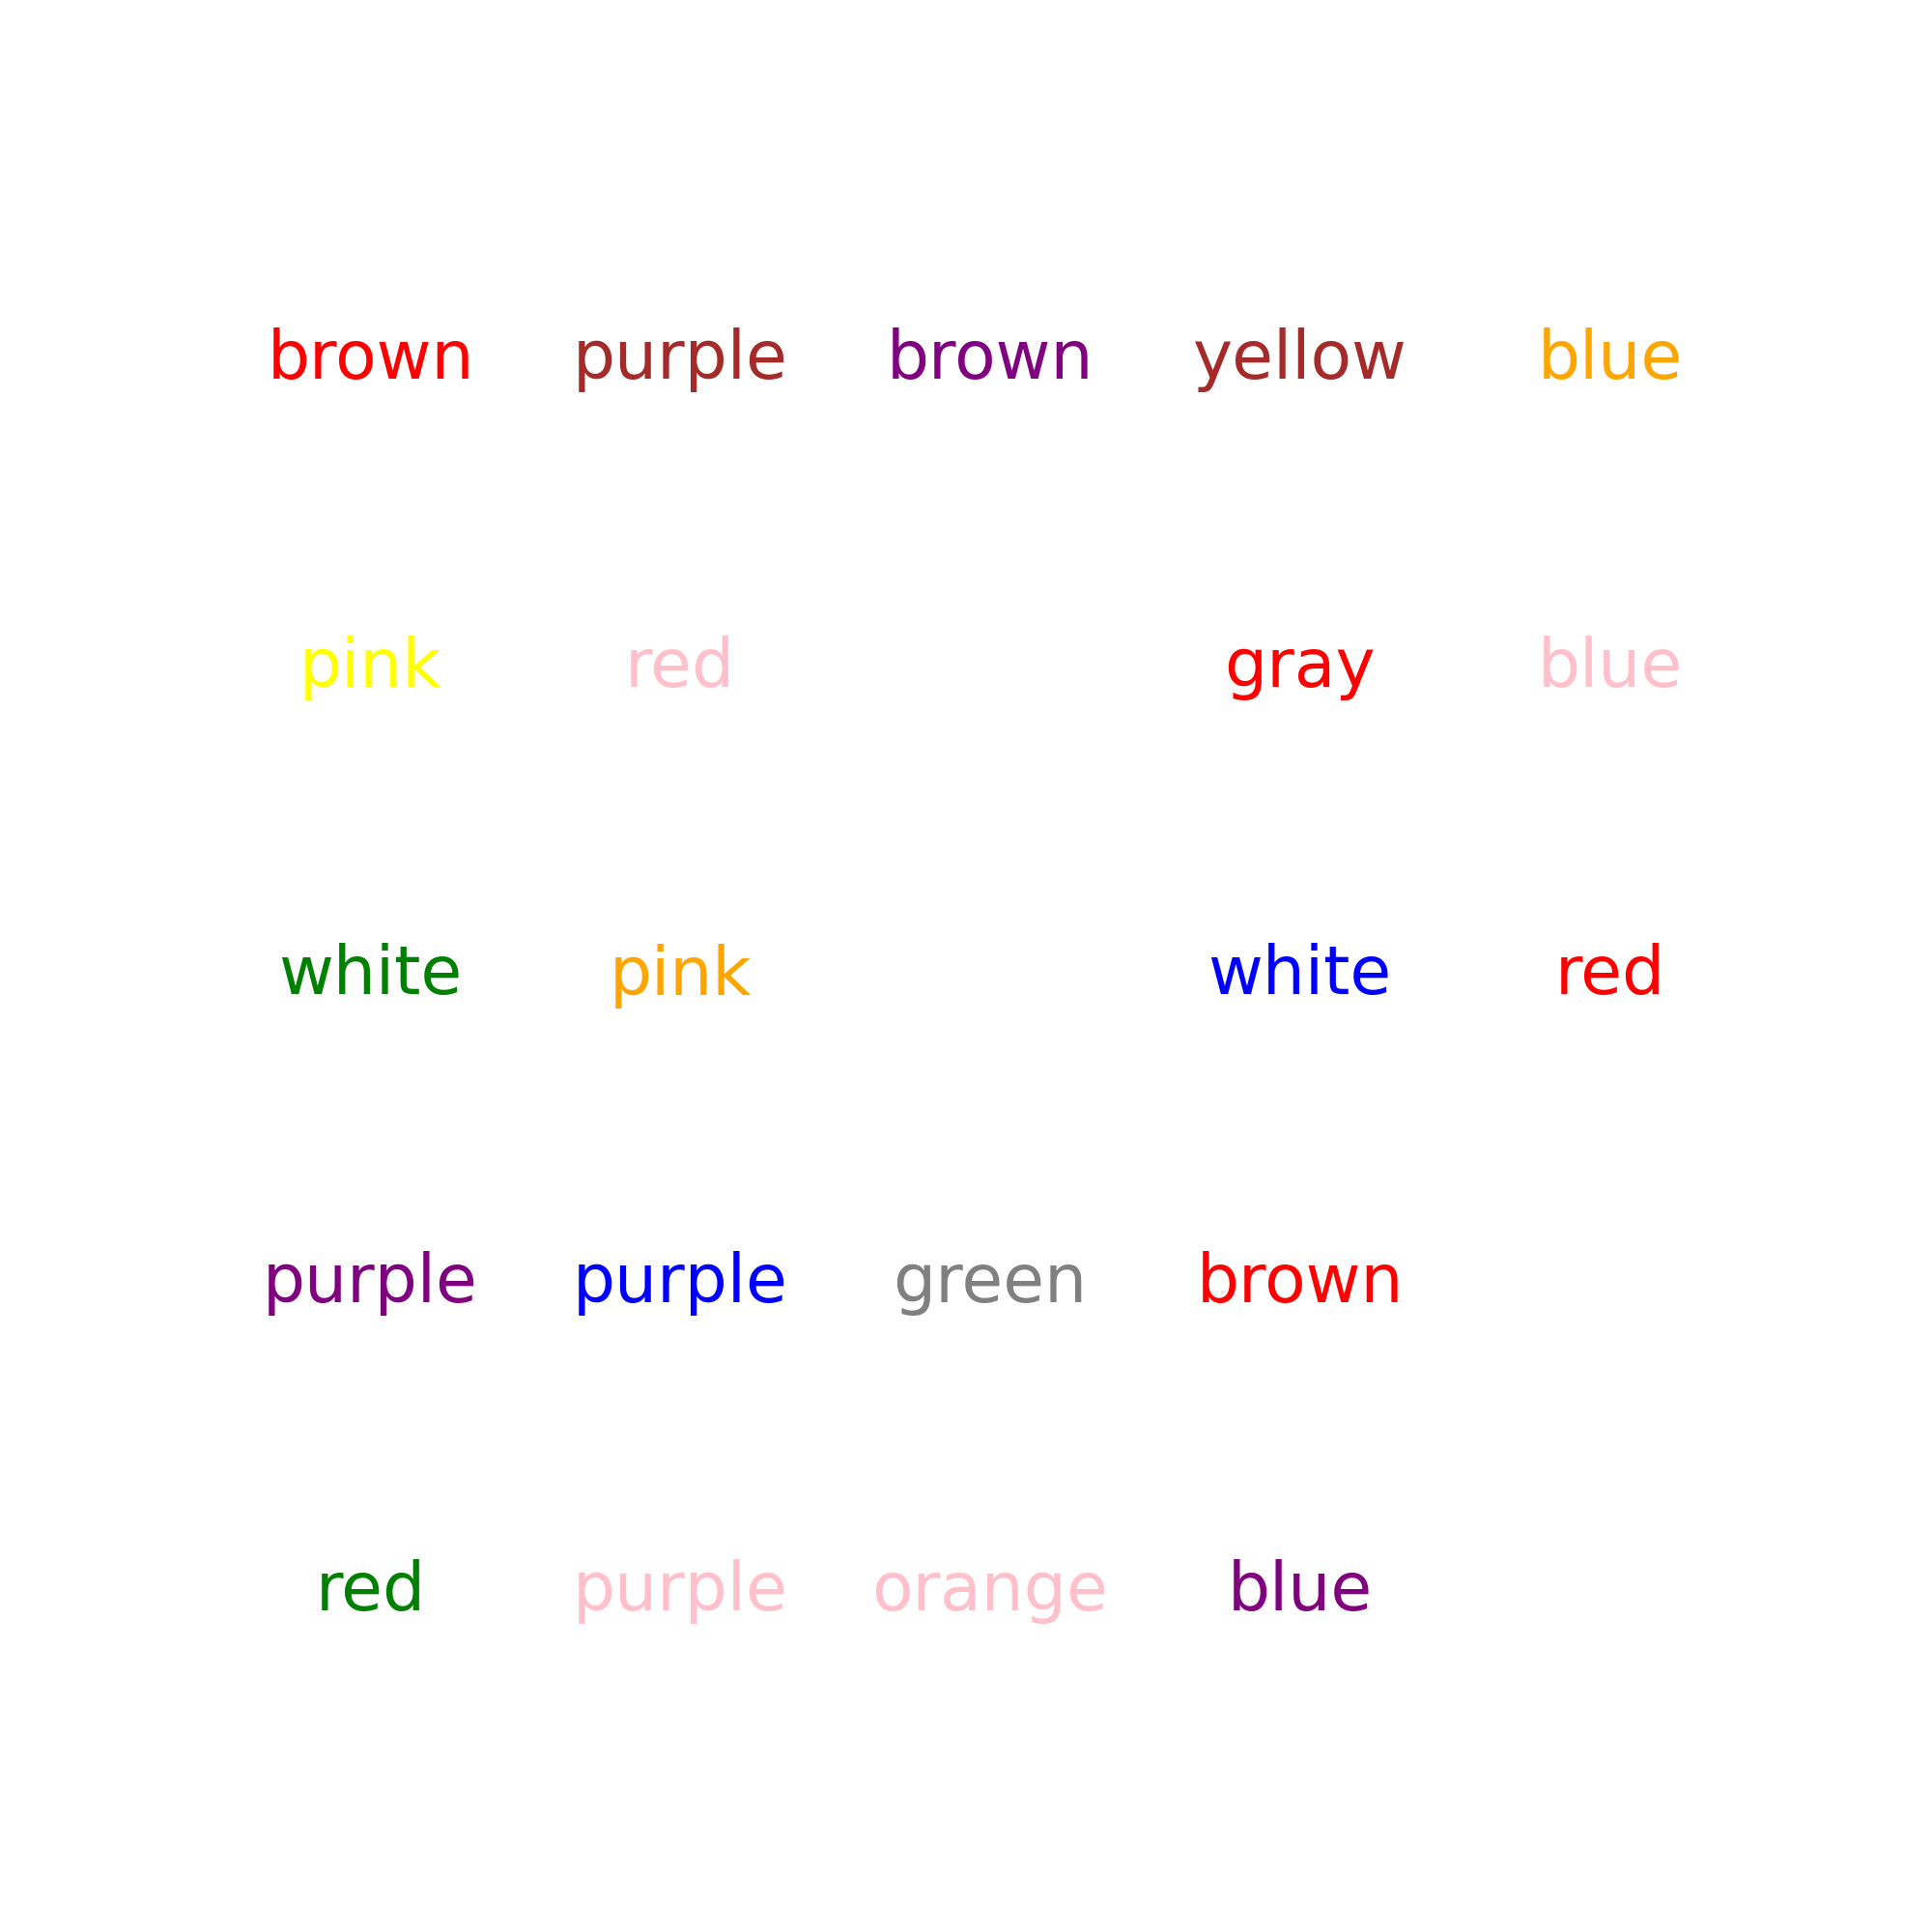 brown purple brown yellow blue
pink red gray blue
white pink white red
purple purple green brown
red purple orange blue